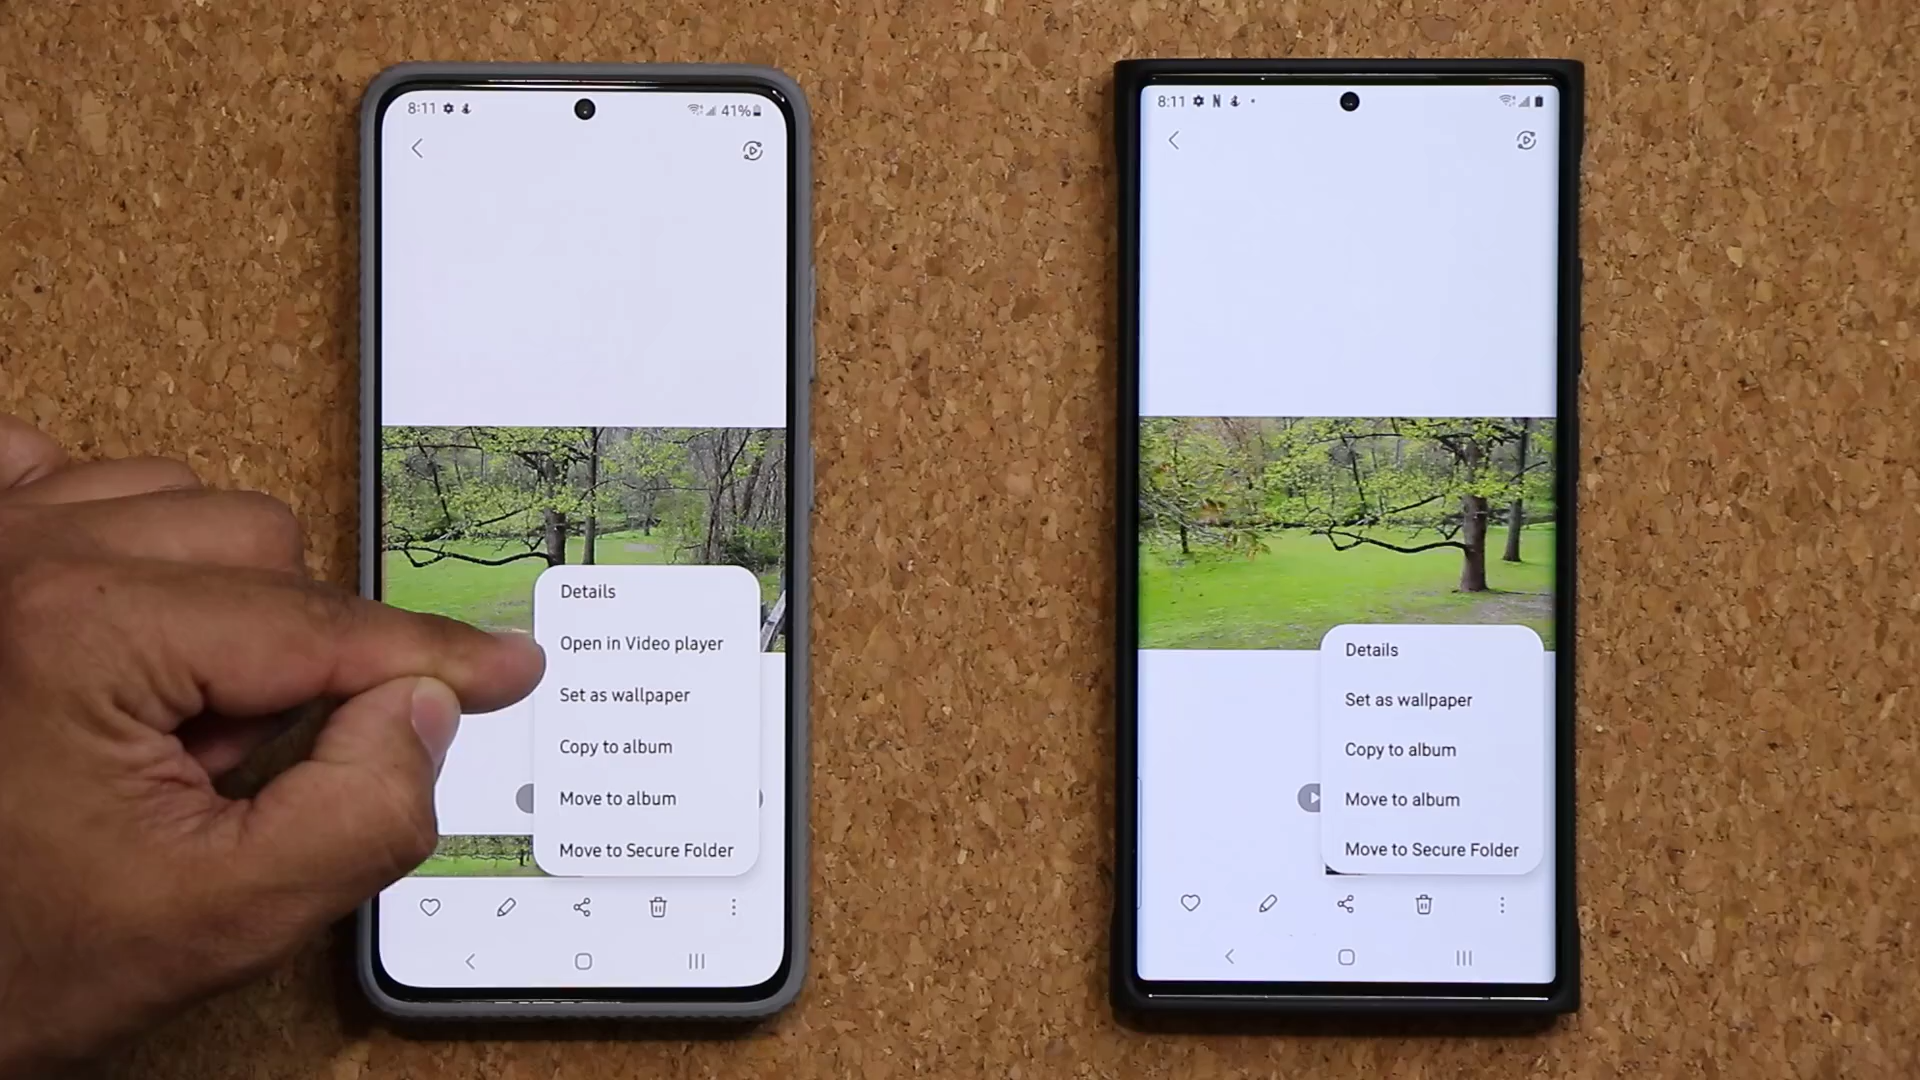 8:11
41%
Details
Open in Video player
Set as wallpaper
Copy to album
Move to album
Move to Secure Folder
8:11 N
Details
Set as wallpaper
Copy to album
Move to album
Move to Secure Folder